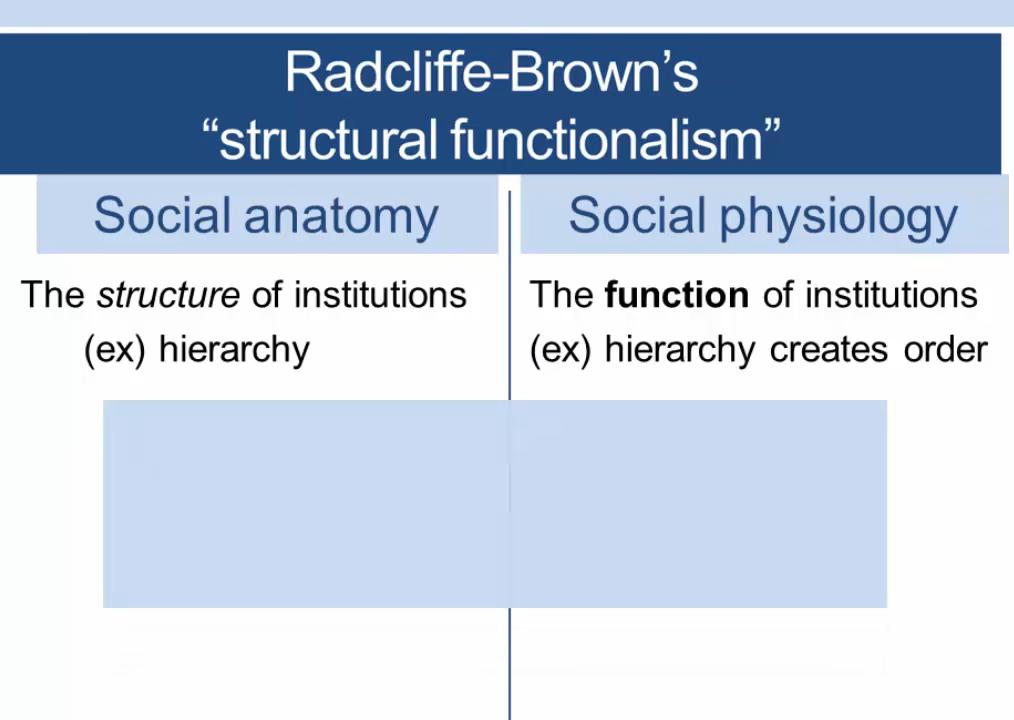 Radcliffe-Brown’s
“structural functionalism”
Social anatomy
The structure of institutions
(ex) hierarchy
Social physiology
The function of institutions
(ex) hierarchy creates order